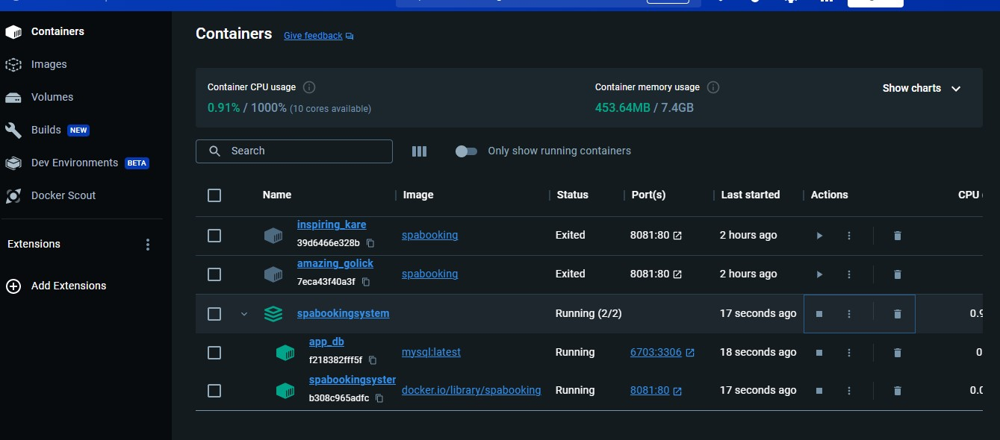 Containers
Images
Volumes
Builds NEW
Dev Environments BETA
Docker Scout
Extensions
Add Extensions
Containers Give feedback
Container CPU usage
0.91% / 1000% (10 cores available)
Container memory usage
453.64MB / 7.4GB
Show charts
Search
Only show running containers
Name Image Status Port(s) Last started Actions CPU
inspiring_kare
39d6466e328b spabooking Exited 8081:80 2 hours ago
amazing_golick
7eca43f40a3f spabooking Exited 8081:80 2 hours ago
spabookingsystem Running (2/2) 17 seconds ago 0.9
app_db
f218382fff5f mysql:latest Running 6703:3306 18 seconds ago 0
spabookingsyster
b308c965adfc docker.io/library/spabooking Running 8081:80 17 seconds ago 0.0